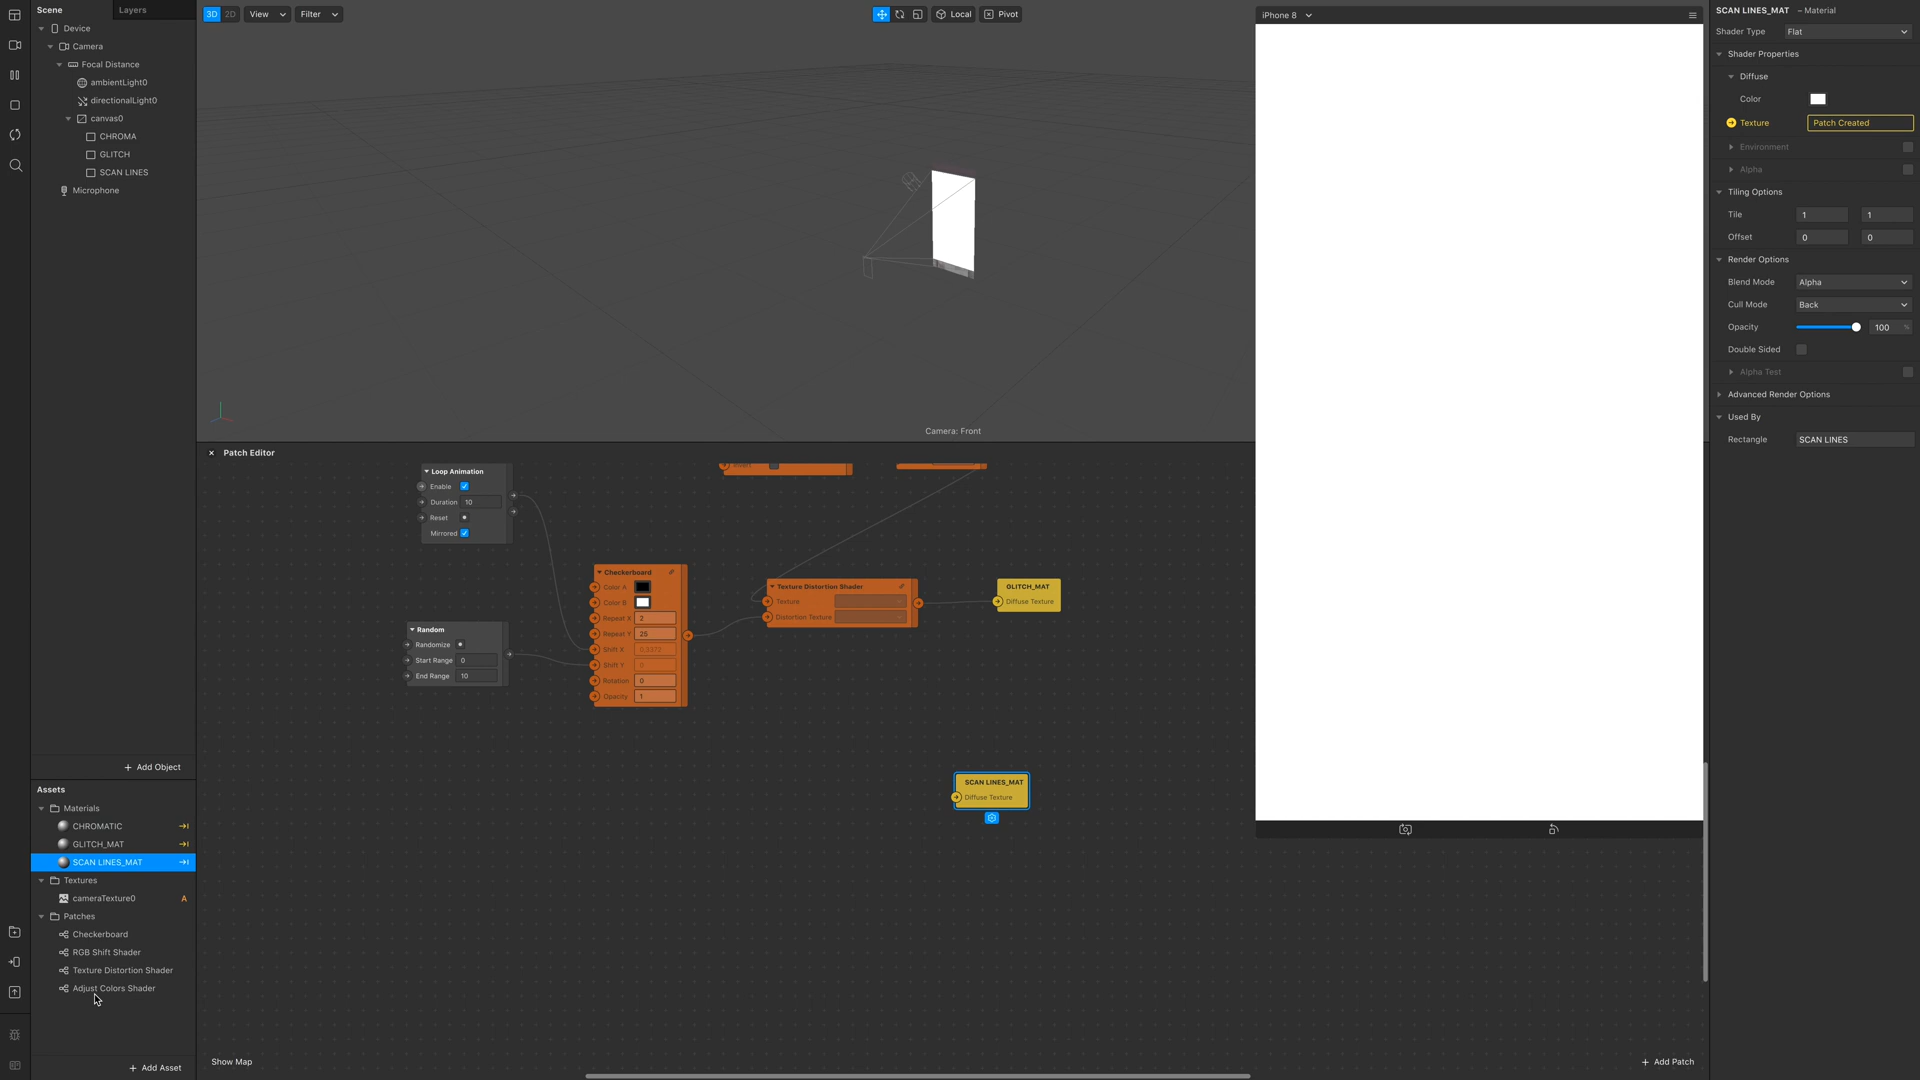 Scene
Layers
Device
Camera
Focal Distance
ambientLight0
directionalLight0
canvas0
CHROMA
GLITCH
SCAN LINES
Microphone
+ Add Object
Assets
Materials
CHROMATIC
GLITCH_MAT
SCAN LINES_MAT
Textures
cameraTexture0
A
Patches
Checkerboard
RGB Shift Shader
Texture Distortion Shader
Adjust Colors Shader
+ Add Asset
3D
2D
View
Filter
Local
Pivot
Camera: Front
Patch Editor
Loop Animation
Enable
Duration 10
Reset
Mirrored
Random
Randomize
Start Range 0
End Range 10
Checkerboard
Color A
Color B
Repeat X 2
Repeat Y 25
Shift X 0.3372
Shift Y 0
Rotation 0
Opacity 1
Invert
Texture Distortion Shader
Texture
Distortion Texture
GLITCH_MAT
Diffuse Texture
SCAN LINES_MAT
Diffuse Texture
Show Map
+ Add Patch
iPhone 8
SCAN LINES_MAT – Material
Shader Type Flat
Shader Properties
Diffuse
Color
Texture Patch Created
Environment
Alpha
Tiling Options
Tile 1 1
Offset 0 0
Render Options
Blend Mode Alpha
Cull Mode Back
Opacity 100 %
Double Sided
Alpha Test
Advanced Render Options
Used By
Rectangle SCAN LINES